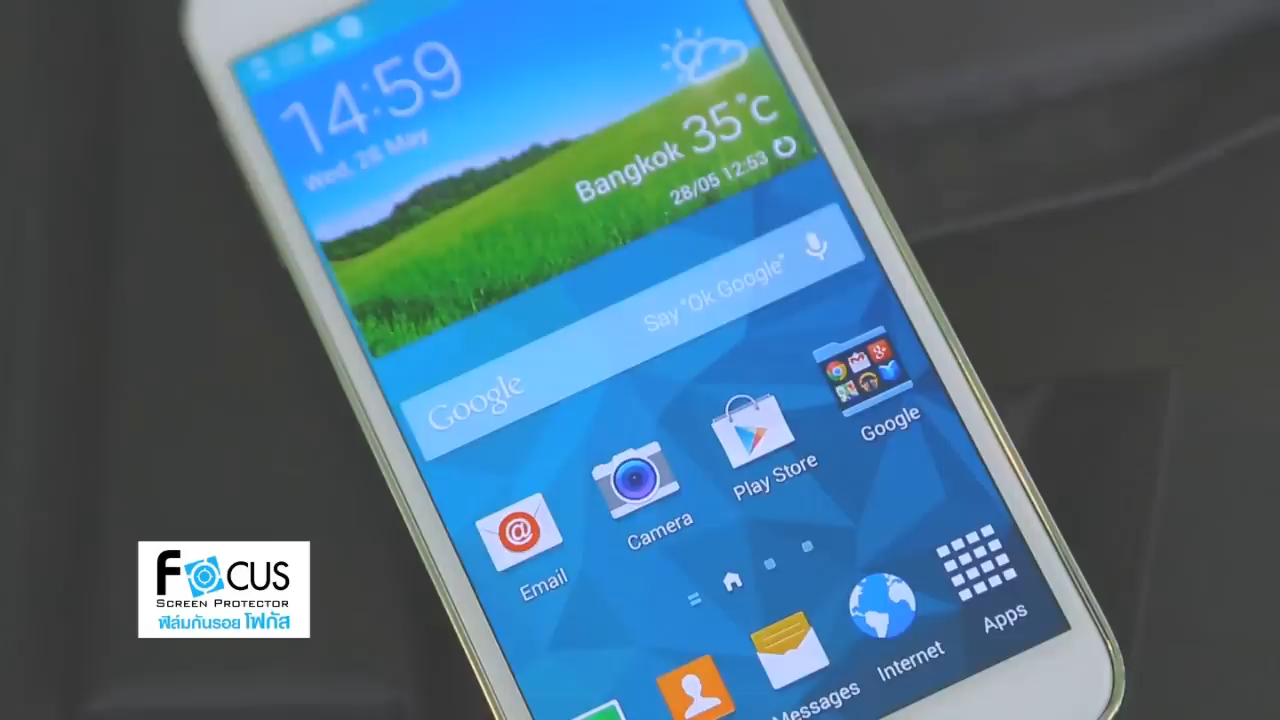 14:59
Wed, 28 May
Bangkok 35°C
28/05 12:53
Google
Say "Ok Google"
Email
Camera
Play Store
Google
Messages
Internet
Apps
FOCUS
SCREEN PROTECTOR
ฟิล์มกันรอย โฟกัส